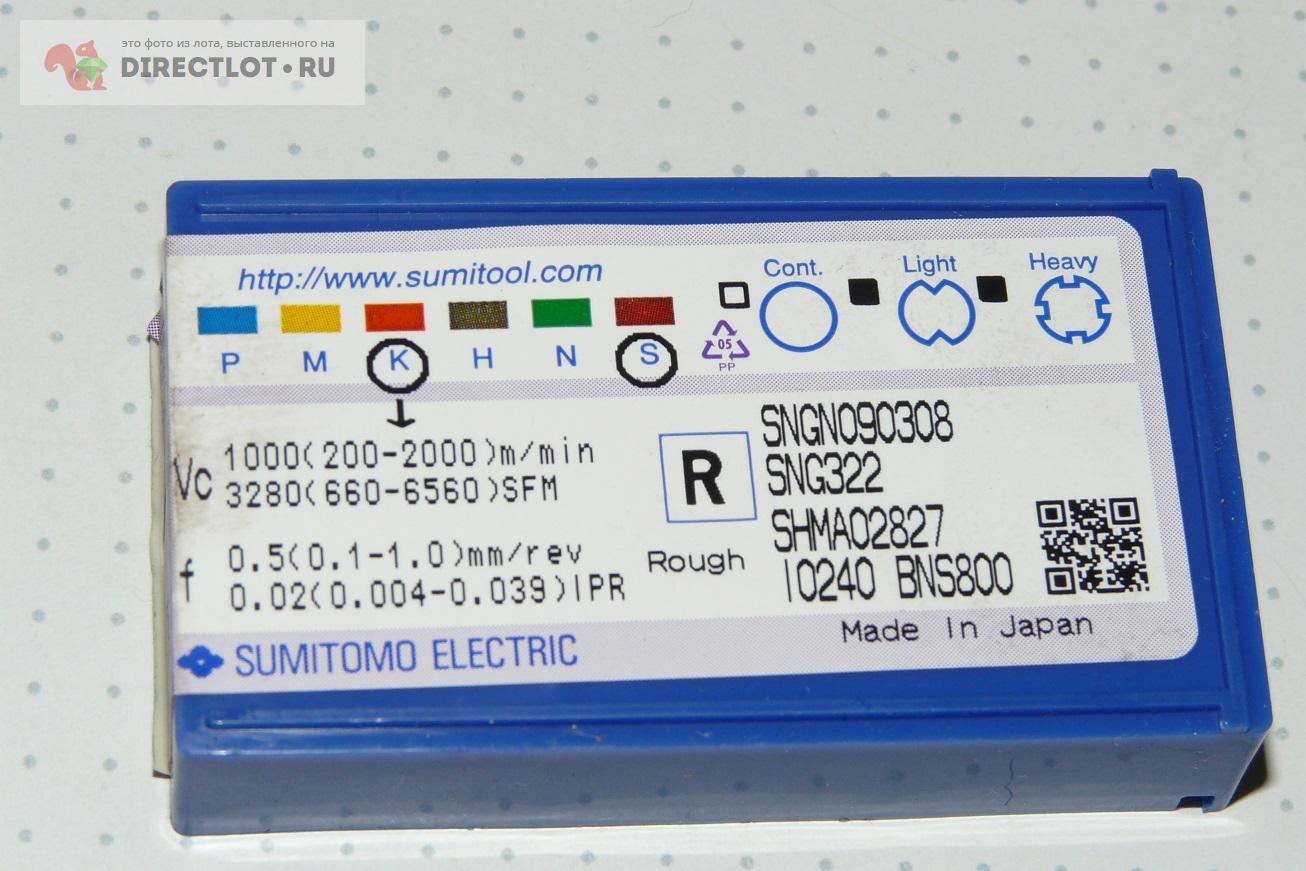 это фото из лота, выставленного на
DIRECTLOT•RU
http://www.sumitool.com
P M K H N S
05
PP
Cont. Light Heavy
Vc 1000(200-2000)m/min
3280(660-6560)SFM
f 0.5(0.1-1.0)mm/rev
0.02(0.004-0.039)IPR
R
Rough
SNGN090308
SNG322
SHMA02827
I0240 BNS800
Made In Japan
SUMITOMO ELECTRIC